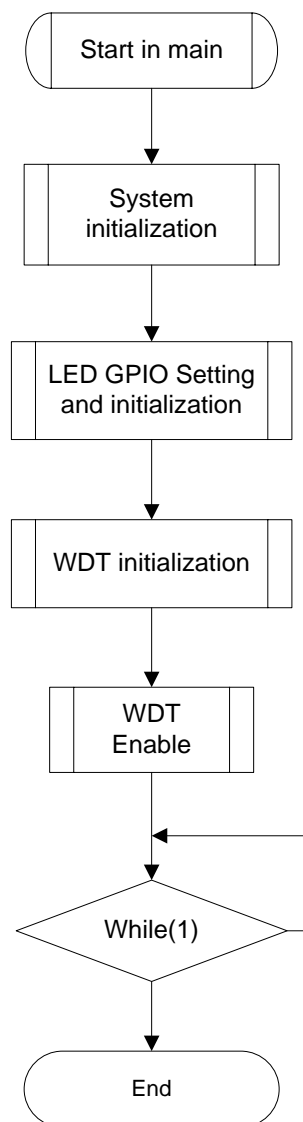 Start in main
System
initialization
LED GPIO Setting
and initialization
WDT initialization
WDT
Enable
While(1)
End